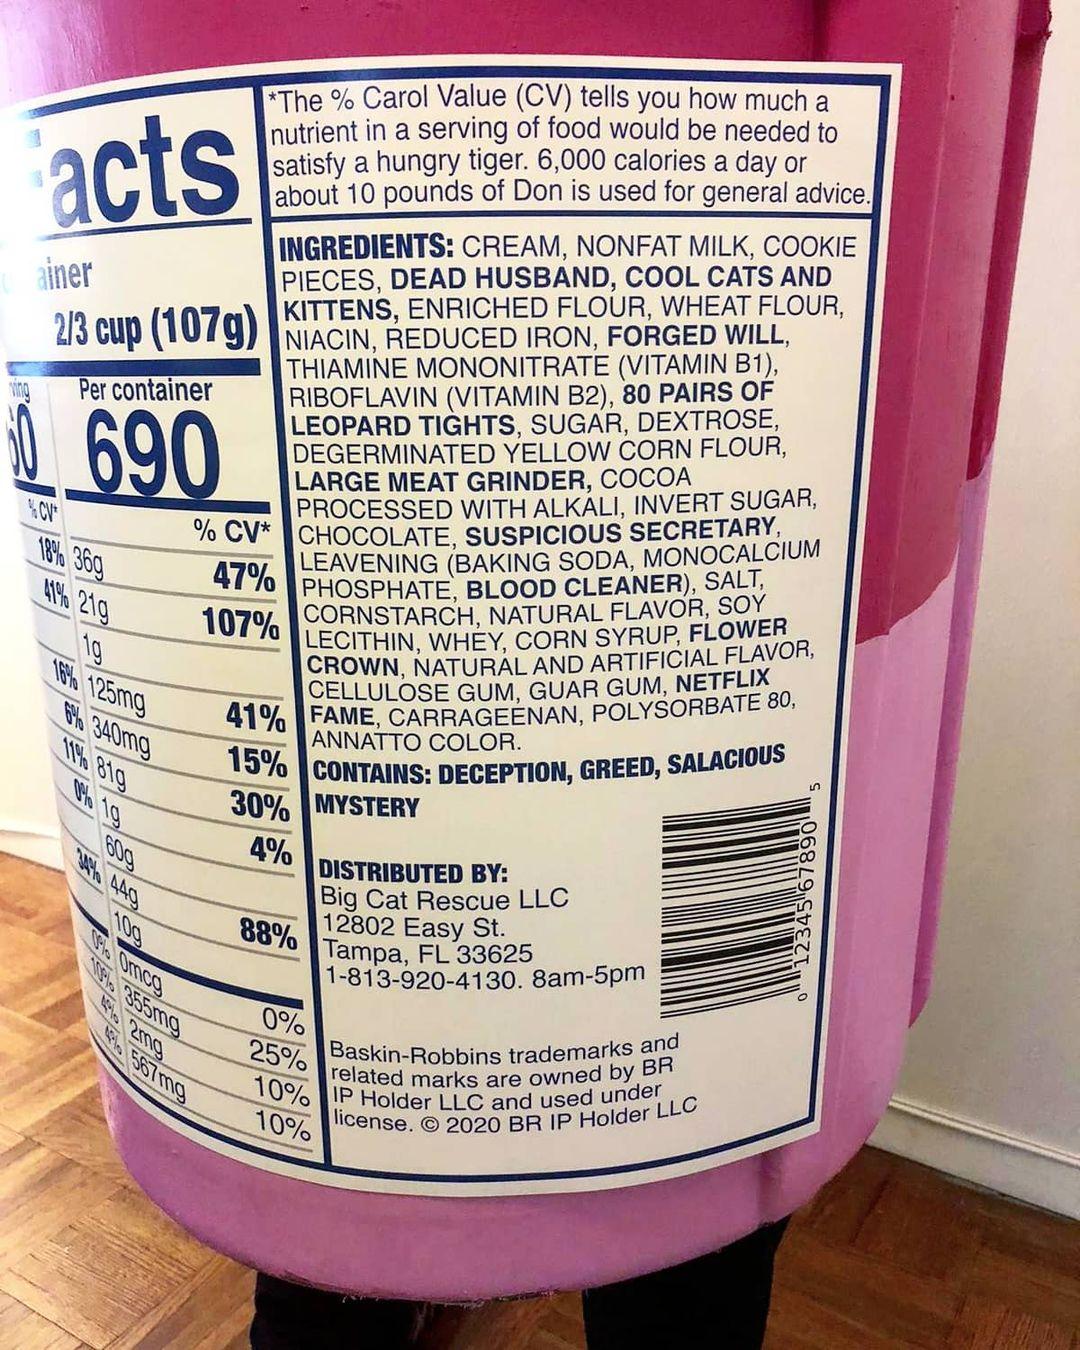 acts
ainer
2/3 cup (107g)
Per container
690
% CV*
% CV*
18% 36g 47%
41% 21g 107%
1g
16% 125mg 41%
6% 340mg 15%
11% 81g 30%
0% 1g 4%
60g
34% 44g 88%
10g
0% 0mcg 0%
10% 355mg 25%
4% 2mg 10%
4% 567mg 10%
*The % Carol Value (CV) tells you how much a
nutrient in a serving of food would be needed to
satisfy a hungry tiger. 6,000 calories a day or
about 10 pounds of Don is used for general advice.
INGREDIENTS: CREAM, NONFAT MILK, COOKIE
PIECES, DEAD HUSBAND, COOL CATS AND
KITTENS, ENRICHED FLOUR, WHEAT FLOUR,
NIACIN, REDUCED IRON, FORGED WILL,
THIAMINE MONONITRATE (VITAMIN B1),
RIBOFLAVIN (VITAMIN B2), 80 PAIRS OF
LEOPARD TIGHTS, SUGAR, DEXTROSE,
DEGERMINATED YELLOW CORN FLOUR,
LARGE MEAT GRINDER, COCOA
PROCESSED WITH ALKALI, INVERT SUGAR,
CHOCOLATE, SUSPICIOUS SECRETARY,
LEAVENING (BAKING SODA, MONOCALCIUM
PHOSPHATE, BLOOD CLEANER), SALT,
CORNSTARCH, NATURAL FLAVOR, SOY
LECITHIN, WHEY, CORN SYRUP, FLOWER
CROWN, NATURAL AND ARTIFICIAL FLAVOR,
CELLULOSE GUM, GUAR GUM, NETFLIX
FAME, CARRAGEENAN, POLYSORBATE 80,
ANNATTO COLOR.
CONTAINS: DECEPTION, GREED, SALACIOUS
MYSTERY
DISTRIBUTED BY:
Big Cat Rescue LLC
12802 Easy St.
Tampa, FL 33625
1-813-920-4130. 8am-5pm
0 12345 67890 5
Baskin-Robbins trademarks and
related marks are owned by BR
IP Holder LLC and used under
license. © 2020 BR IP Holder LLC